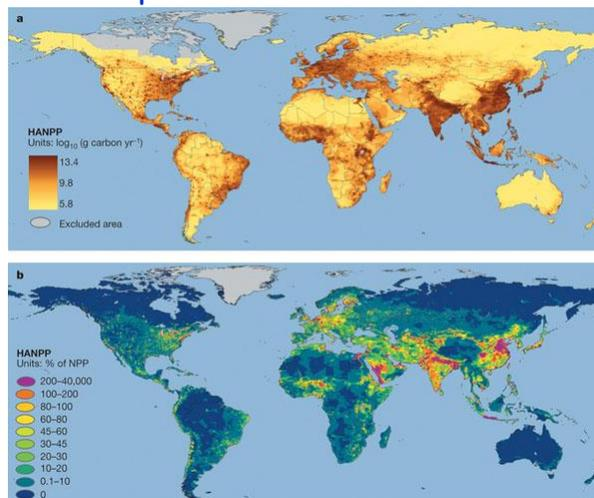 a
HANPP
Units: log10 (g carbon yr⁻¹)
13.4
9.8
5.8
Excluded area
b
HANPP
Units: % of NPP
200–40,000
100–200
80–100
60–80
45–60
30–45
20–30
10–20
0.1–10
0